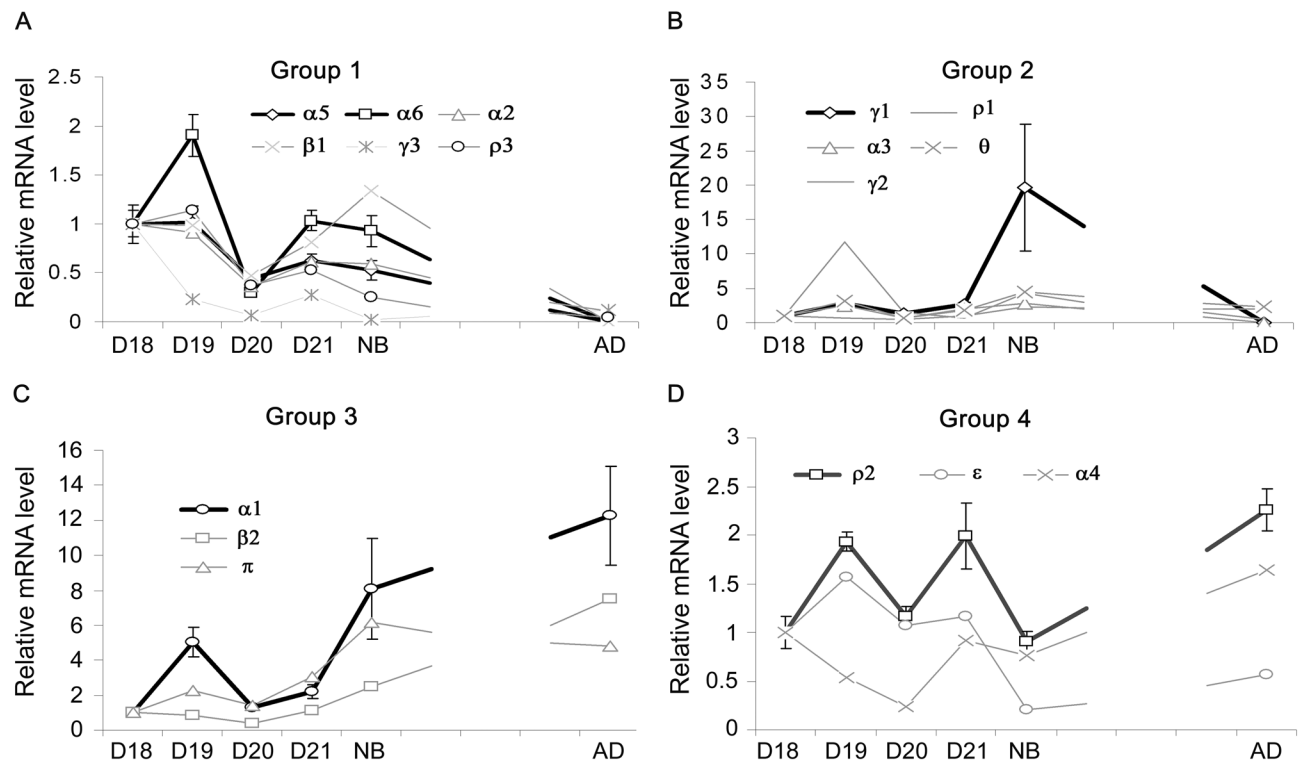 A
Group 1
Relative mRNA level
2.5
2
1.5
1
0.5
0
α5 α6 α2
β1 γ3 ρ3
D18 D19 D20 D21 NB AD
B
Group 2
Relative mRNA level
35
30
25
20
15
10
5
0
γ1 ρ1
α3 θ
γ2
D18 D19 D20 D21 NB AD
C
Group 3
Relative mRNA level
16
14
12
10
8
6
4
2
0
α1
β2
π
D18 D19 D20 D21 NB AD
D
Group 4
Relative mRNA level
3
2.5
2
1.5
1
0.5
0
ρ2 ε α4
D18 D19 D20 D21 NB AD